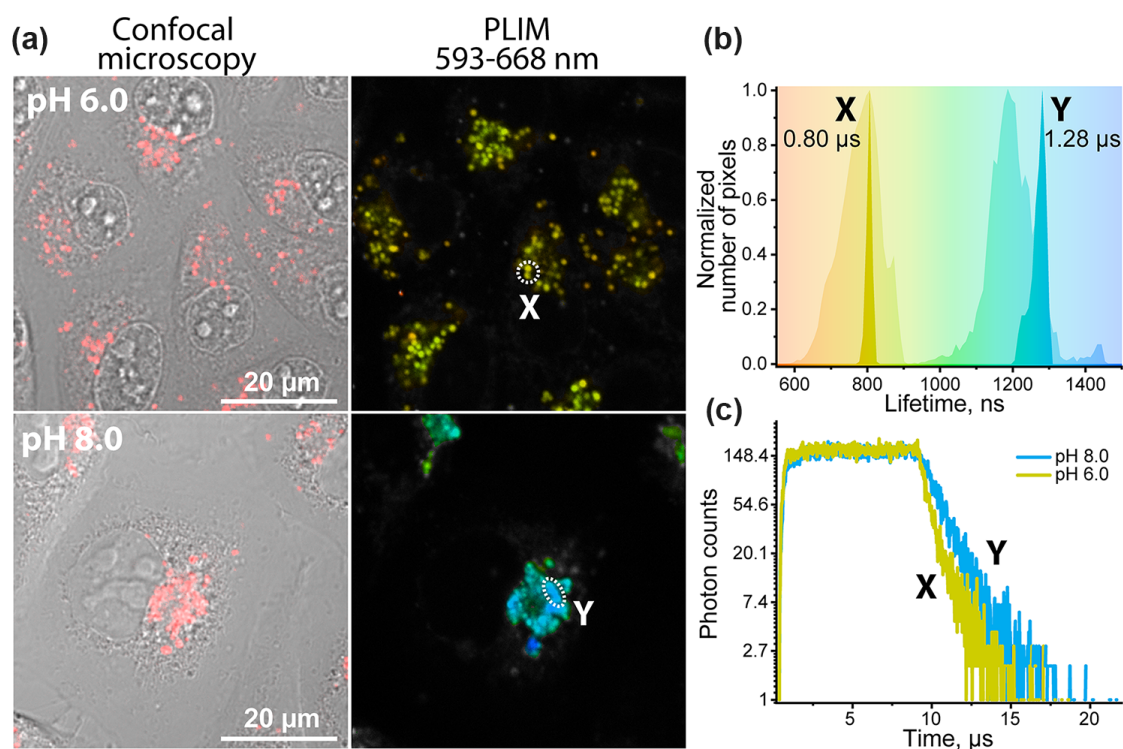 (a)
Confocal
microscopy
PLIM
593-668 nm
pH 6.0
20 µm
X
pH 8.0
20 µm
Y
(b)
Normalized
number of pixels
1.0
0.8
0.6
0.4
0.2
0.0
X
0.80 µs
Y
1.28 µs
600 800 1000 1200 1400
Lifetime, ns
(c)
Photon counts
148.4
54.6
20.1
7.4
2.7
1
pH 8.0
pH 6.0
Y
X
5 10 15 20
Time, µs